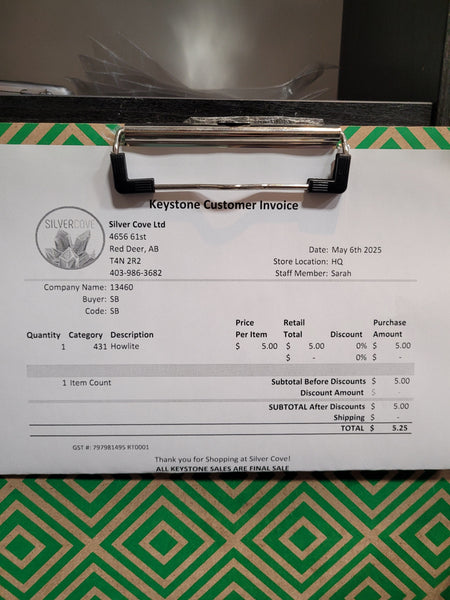 Keystone Customer Invoice
SILVERCOVE
Silver Cove Ltd
4656 61st
Red Deer, AB
T4N 2R2
403-986-3682
Date: May 6th 2025
Store Location: HQ
Staff Member: Sarah
Company Name: 13460
Buyer: SB
Code: SB
Quantity Category Description Price Per Item Retail Total Discount Purchase Amount
1 431 Howlite $ 5.00 $ 5.00 0% $ 5.00
$ - 0% $ -
1 Item Count
Subtotal Before Discounts $ 5.00
Discount Amount $ -
SUBTOTAL After Discounts $ 5.00
Shipping $ -
TOTAL $ 5.25
GST #: 797981495 RT0001
Thank you for Shopping at Silver Cove!
ALL KEYSTONE SALES ARE FINAL SALE